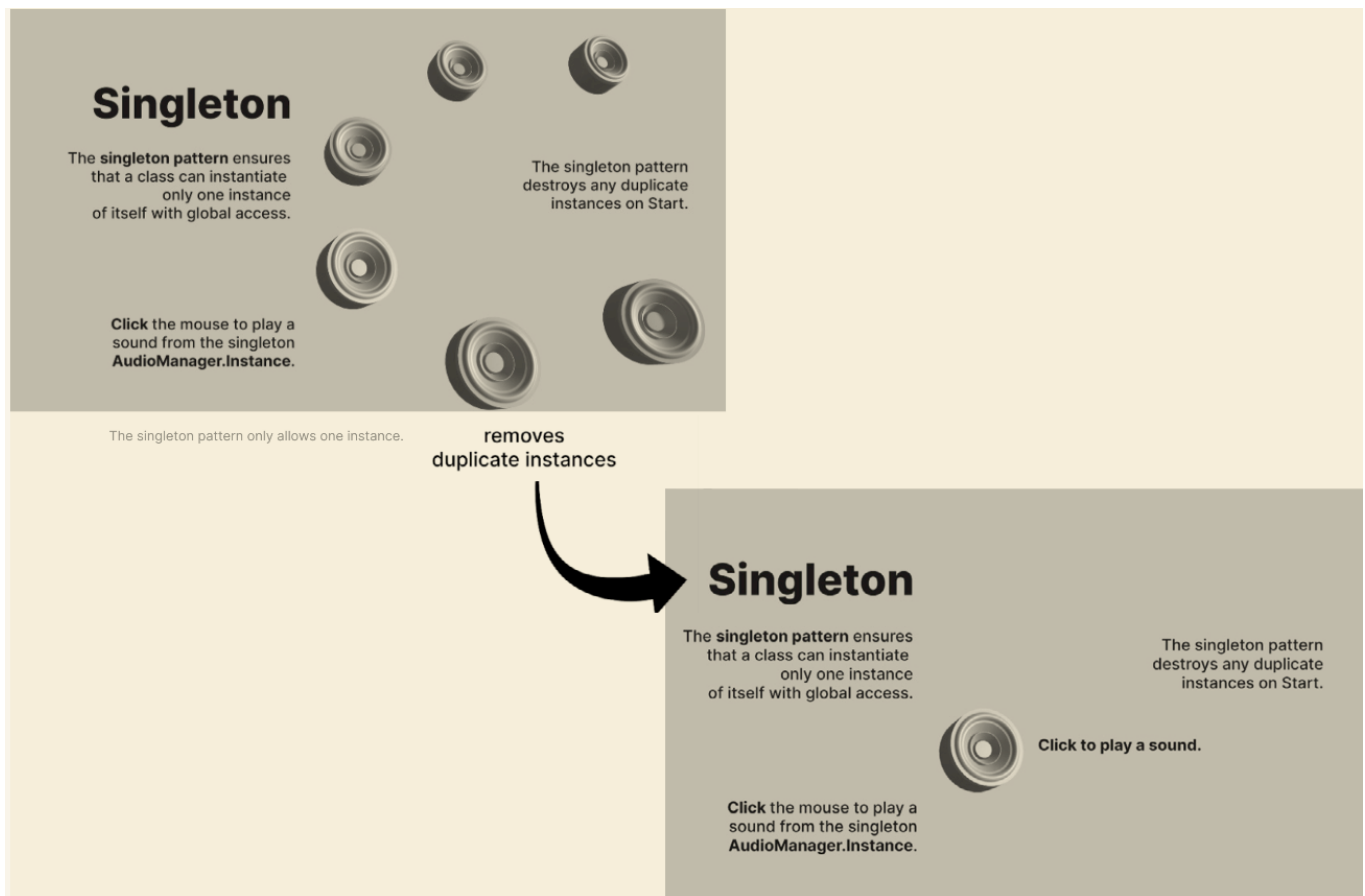 Singleton
The singleton pattern ensures
that a class can instantiate
only one instance
of itself with global access.
The singleton pattern
destroys any duplicate
instances on Start.
Click the mouse to play a
sound from the singleton
AudioManager.Instance.
The singleton pattern only allows one instance.
removes
duplicate instances
Singleton
The singleton pattern ensures
that a class can instantiate
only one instance
of itself with global access.
The singleton pattern
destroys any duplicate
instances on Start.
Click to play a sound.
Click the mouse to play a
sound from the singleton
AudioManager.Instance.